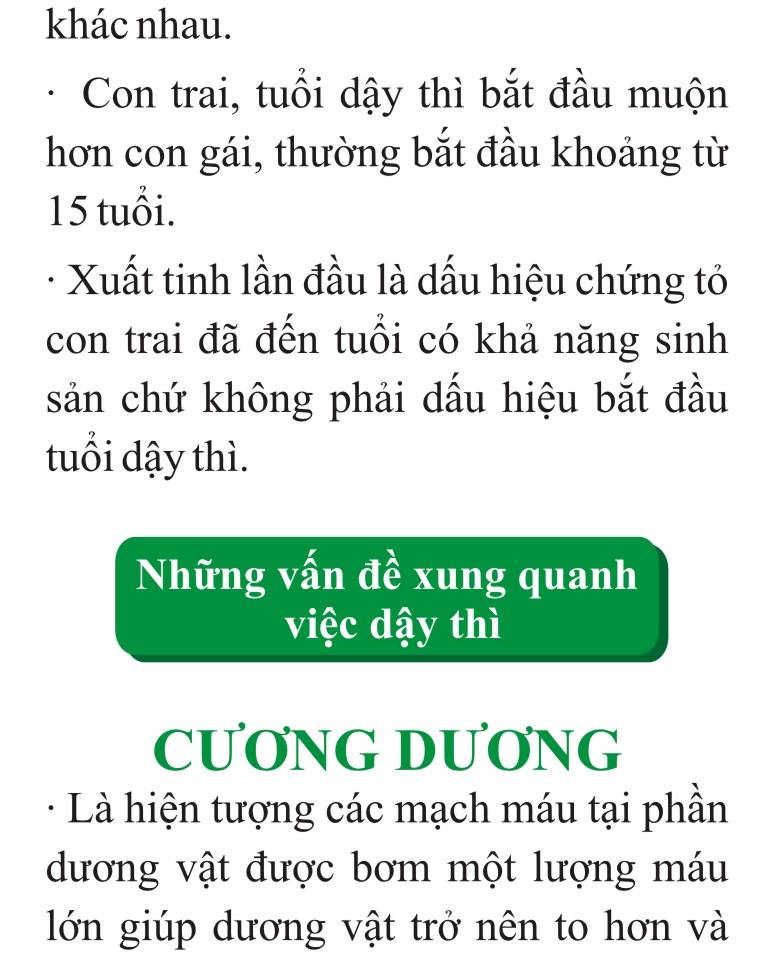 khác nhau.
· Con trai, tuổi dậy thì bắt đầu muộn
hơn con gái, thường bắt đầu khoảng từ
15 tuổi.
· Xuất tinh lần đầu là dấu hiệu chứng tỏ
con trai đã đến tuổi có khả năng sinh
sản chứ không phải dấu hiệu bắt đầu
tuổi dậy thì.
Những vấn đề xung quanh
việc dậy thì
CƯƠNG DƯƠNG
· Là hiện tượng các mạch máu tại phần
dương vật được bơm một lượng máu
lớn giúp dương vật trở nên to hơn và